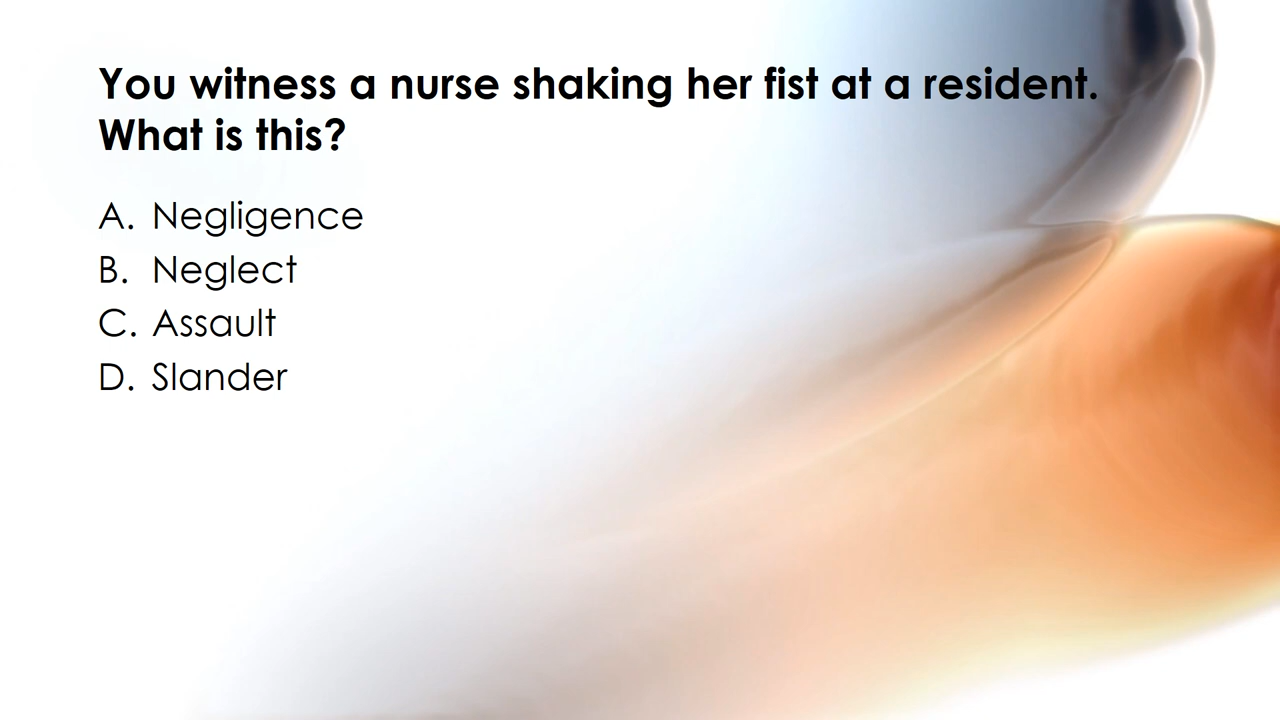 You witness a nurse shaking her fist at a resident.
What is this?
A. Negligence
B. Neglect
C. Assault
D. Slander